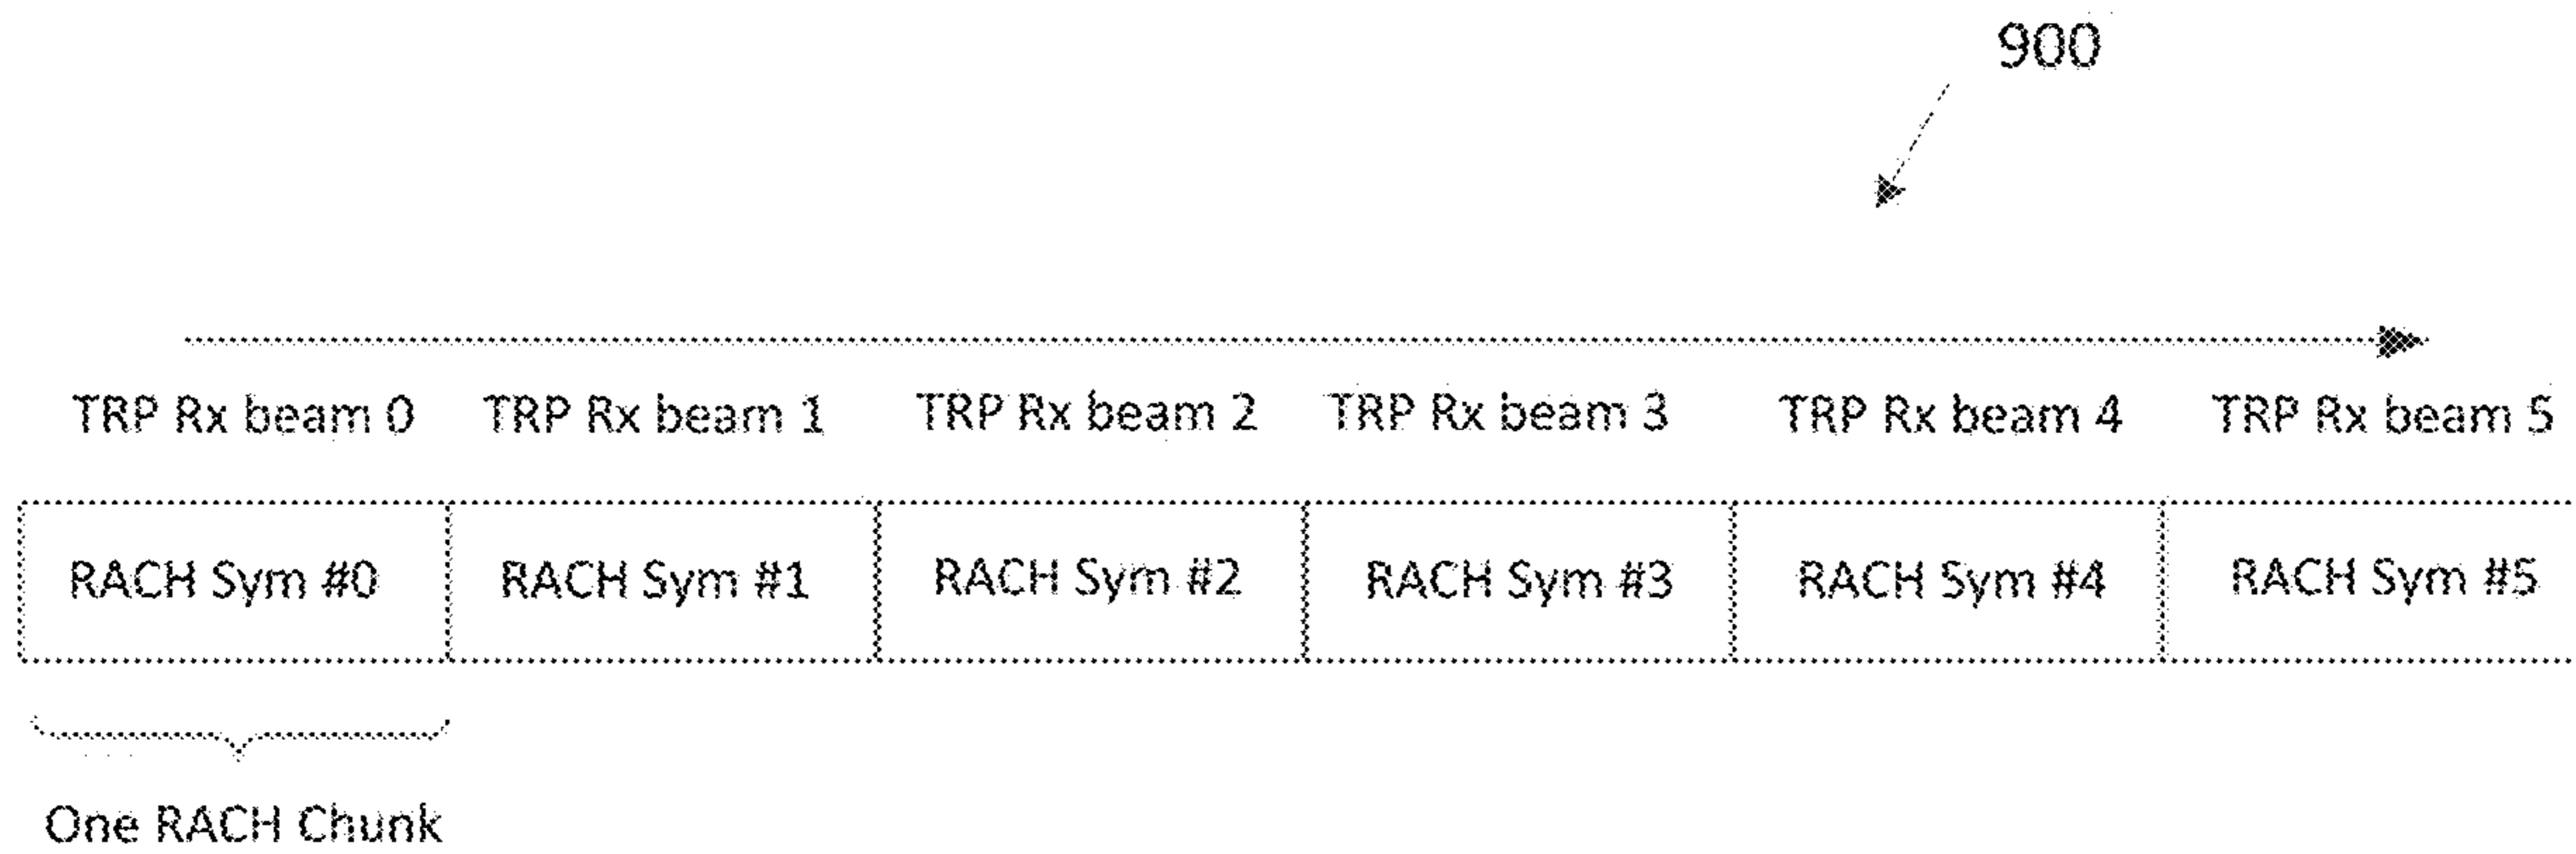 900
TRP Rx beam 0 TRP Rx beam 1 TRP Rx beam 2 TRP Rx beam 3 TRP Rx beam 4 TRP Rx beam 5
RACH Sym #0 RACH Sym #1 RACH Sym #2 RACH Sym #3 RACH Sym #4 RACH Sym #5
One RACH Chunk